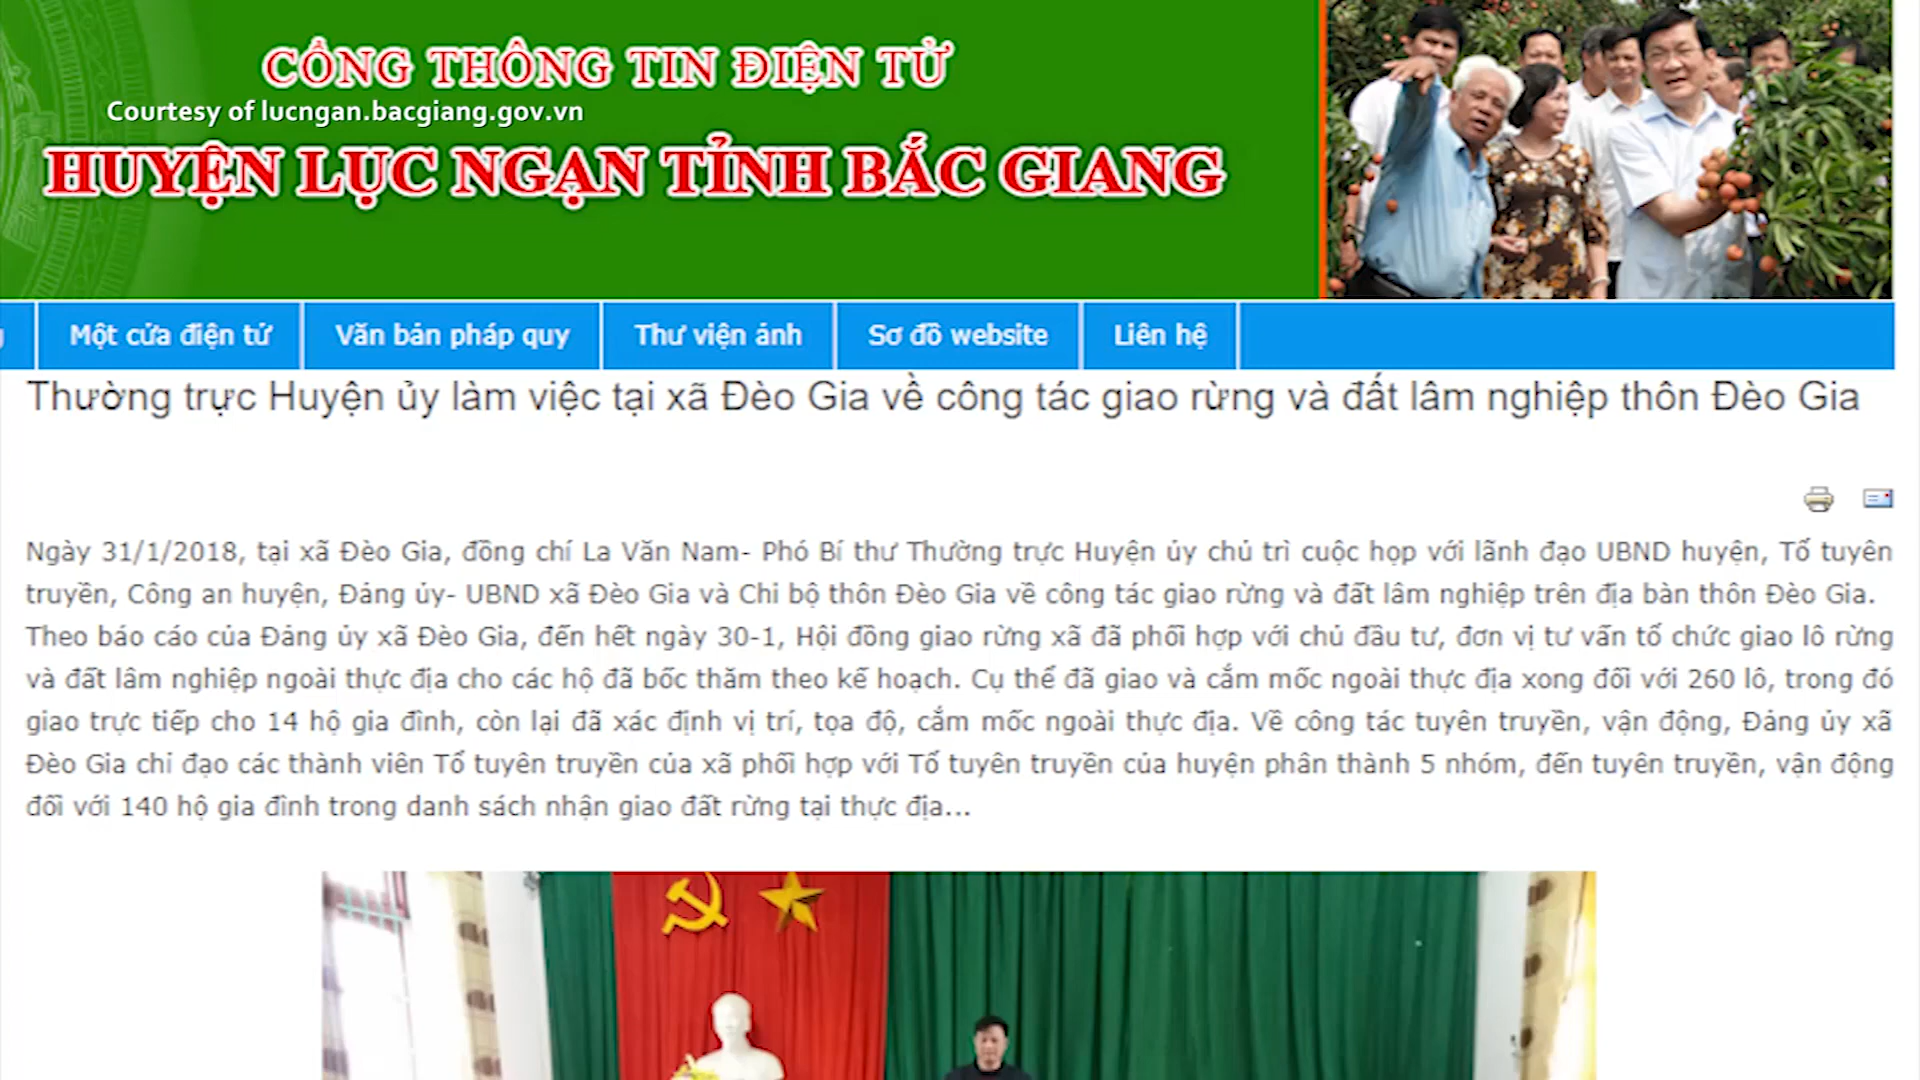 CỔNG THÔNG TIN ĐIỆN TỬ
Courtesy of lucngan.bacgiang.gov.vn
HUYỆN LỤC NGẠN TỈNH BẮC GIANG
Một cửa điện tử Văn bản pháp quy Thư viện ảnh Sơ đồ website Liên hệ
Thường trực Huyện ủy làm việc tại xã Đèo Gia về công tác giao rừng và đất lâm nghiệp thôn Đèo Gia
Ngày 31/1/2018, tại xã Đèo Gia, đồng chí La Văn Nam- Phó Bí thư Thường trực Huyện ủy chủ trì cuộc họp với lãnh đạo UBND huyện, Tổ tuyên
truyền, Công an huyện, Đảng ủy- UBND xã Đèo Gia và Chi bộ thôn Đèo Gia về công tác giao rừng và đất lâm nghiệp trên địa bàn thôn Đèo Gia.
Theo báo cáo của Đảng ủy xã Đèo Gia, đến hết ngày 30-1, Hội đồng giao rừng xã đã phối hợp với chủ đầu tư, đơn vị tư vấn tổ chức giao lô rừng
và đất lâm nghiệp ngoài thực địa cho các hộ đã bốc thăm theo kế hoạch. Cụ thể đã giao và cắm mốc ngoài thực địa xong đối với 260 lô, trong đó
giao trực tiếp cho 14 hộ gia đình, còn lại đã xác định vị trí, tọa độ, cắm mốc ngoài thực địa. Về công tác tuyên truyền, vận động, Đảng ủy xã
Đèo Gia chỉ đạo các thành viên Tổ tuyên truyền của xã phối hợp với Tổ tuyên truyền của huyện phân thành 5 nhóm, đến tuyên truyền, vận động
đối với 140 hộ gia đình trong danh sách nhận giao đất rừng tại thực địa...